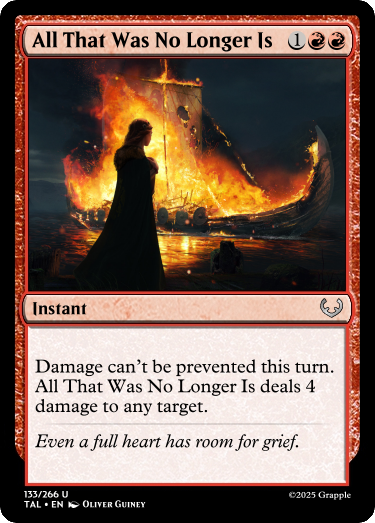 All That Was No Longer Is 1
Instant
Damage can't be prevented this turn.
All That Was No Longer Is deals 4
damage to any target.
Even a full heart has room for grief.
133/266 U
TAL • EN Oliver Guiney
©2025 Grapple